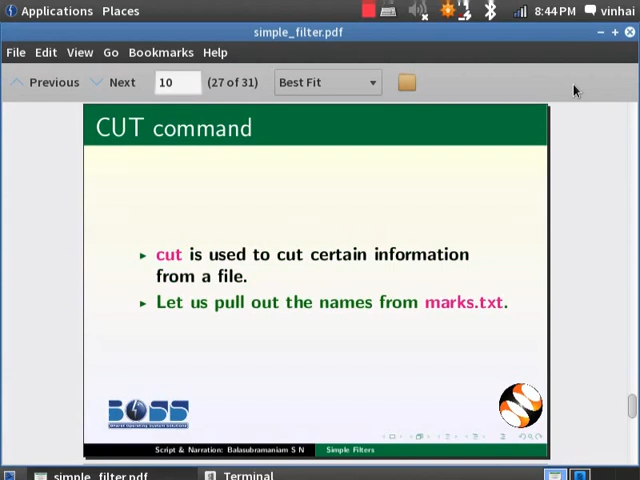 Applications Places 8:44 PM vinhai
simple_filter.pdf
File Edit View Go Bookmarks Help
Previous Next 10 (27 of 31) Best Fit
CUT command
cut is used to cut certain information
from a file.
Let us pull out the names from marks.txt.
BOSS
Script & Narration: Balasubramaniam S N Simple Filters
simple_filter.pdf Terminal